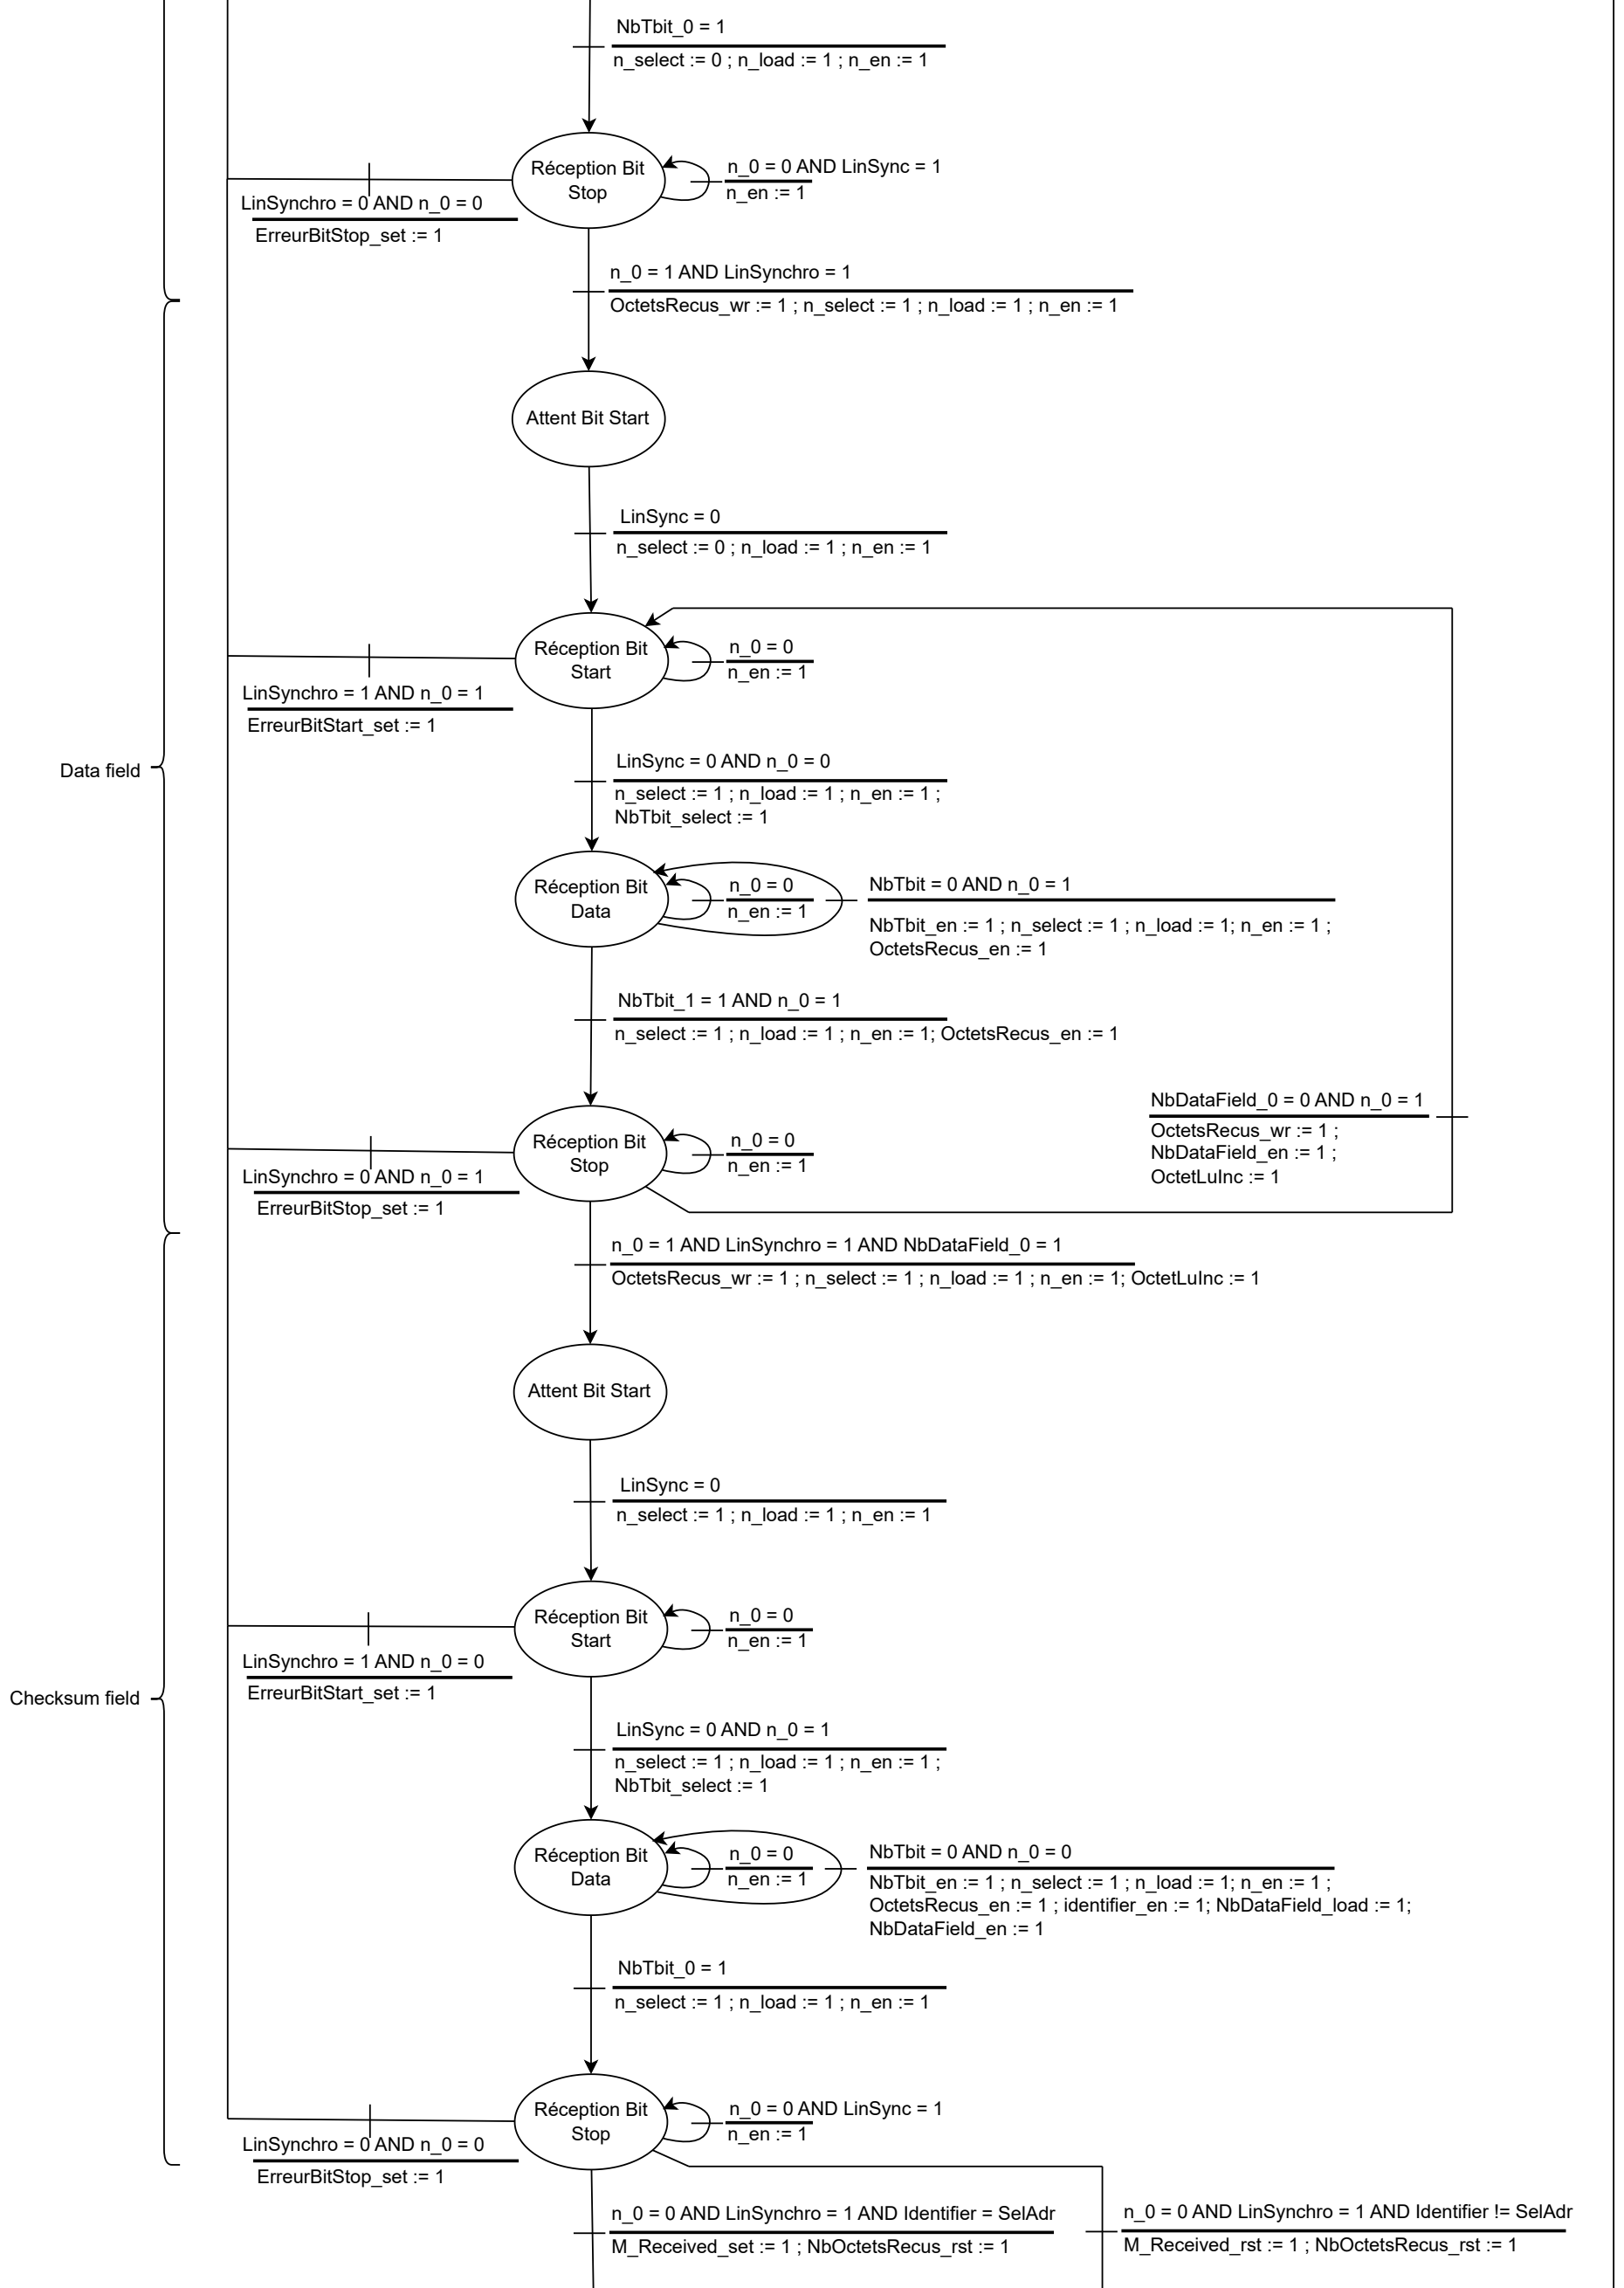 NbTbit_0 = 1
n_select := 0 ; n_load := 1 ; n_en := 1
Réception Bit
Stop
n_0 = 0 AND LinSync = 1
n_en := 1
LinSynchro = 0 AND n_0 = 0
ErreurBitStop_set := 1
n_0 = 1 AND LinSynchro = 1
OctetsRecus_wr := 1 ; n_select := 1 ; n_load := 1 ; n_en := 1
Attent Bit Start
LinSync = 0
n_select := 0 ; n_load := 1 ; n_en := 1
Réception Bit
Start
n_0 = 0
n_en := 1
LinSynchro = 1 AND n_0 = 1
ErreurBitStart_set := 1
Data field
LinSync = 0 AND n_0 = 0
n_select := 1 ; n_load := 1 ; n_en := 1 ;
NbTbit_select := 1
Réception Bit
Data
n_0 = 0
n_en := 1
NbTbit = 0 AND n_0 = 1
NbTbit_en := 1 ; n_select := 1 ; n_load := 1; n_en := 1 ;
OctetsRecus_en := 1
NbTbit_1 = 1 AND n_0 = 1
n_select := 1 ; n_load := 1 ; n_en := 1; OctetsRecus_en := 1
NbDataField_0 = 0 AND n_0 = 1
OctetsRecus_wr := 1 ;
NbDataField_en := 1 ;
OctetLuInc := 1
Réception Bit
Stop
n_0 = 0
n_en := 1
LinSynchro = 0 AND n_0 = 1
ErreurBitStop_set := 1
n_0 = 1 AND LinSynchro = 1 AND NbDataField_0 = 1
OctetsRecus_wr := 1 ; n_select := 1 ; n_load := 1 ; n_en := 1; OctetLuInc := 1
Attent Bit Start
LinSync = 0
n_select := 1 ; n_load := 1 ; n_en := 1
Réception Bit
Start
n_0 = 0
n_en := 1
LinSynchro = 1 AND n_0 = 0
ErreurBitStart_set := 1
Checksum field
LinSync = 0 AND n_0 = 1
n_select := 1 ; n_load := 1 ; n_en := 1 ;
NbTbit_select := 1
Réception Bit
Data
n_0 = 0
n_en := 1
NbTbit = 0 AND n_0 = 0
NbTbit_en := 1 ; n_select := 1 ; n_load := 1; n_en := 1 ;
OctetsRecus_en := 1 ; identifier_en := 1; NbDataField_load := 1;
NbDataField_en := 1
NbTbit_0 = 1
n_select := 1 ; n_load := 1 ; n_en := 1
Réception Bit
Stop
n_0 = 0 AND LinSync = 1
n_en := 1
LinSynchro = 0 AND n_0 = 0
ErreurBitStop_set := 1
n_0 = 0 AND LinSynchro = 1 AND Identifier = SelAdr
M_Received_set := 1 ; NbOctetsRecus_rst := 1
n_0 = 0 AND LinSynchro = 1 AND Identifier != SelAdr
M_Received_rst := 1 ; NbOctetsRecus_rst := 1